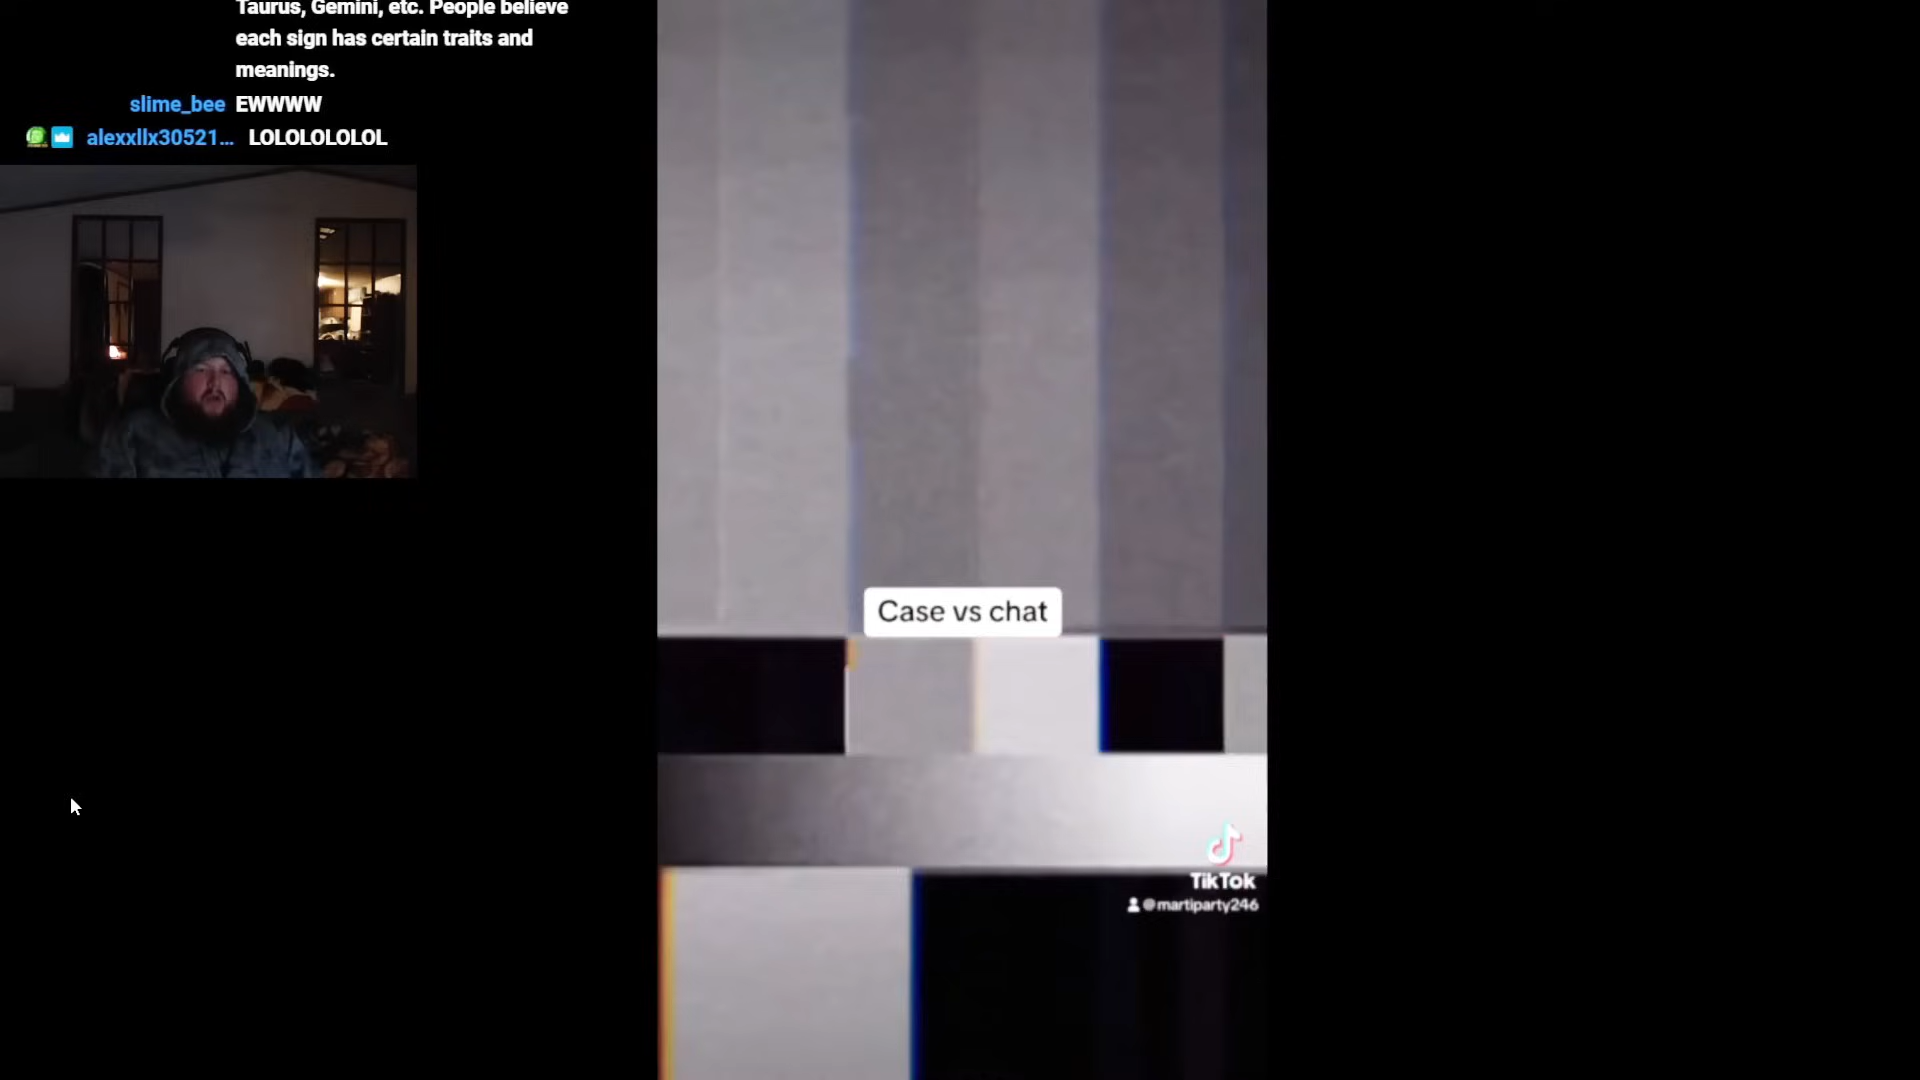 Taurus, Gemini, etc. People believe
each sign has certain traits and
meanings.
slime_bee EWWWW
alexxllx30521... LOLOLOLOLOL
Case vs chat
TikTok
@martiparty246